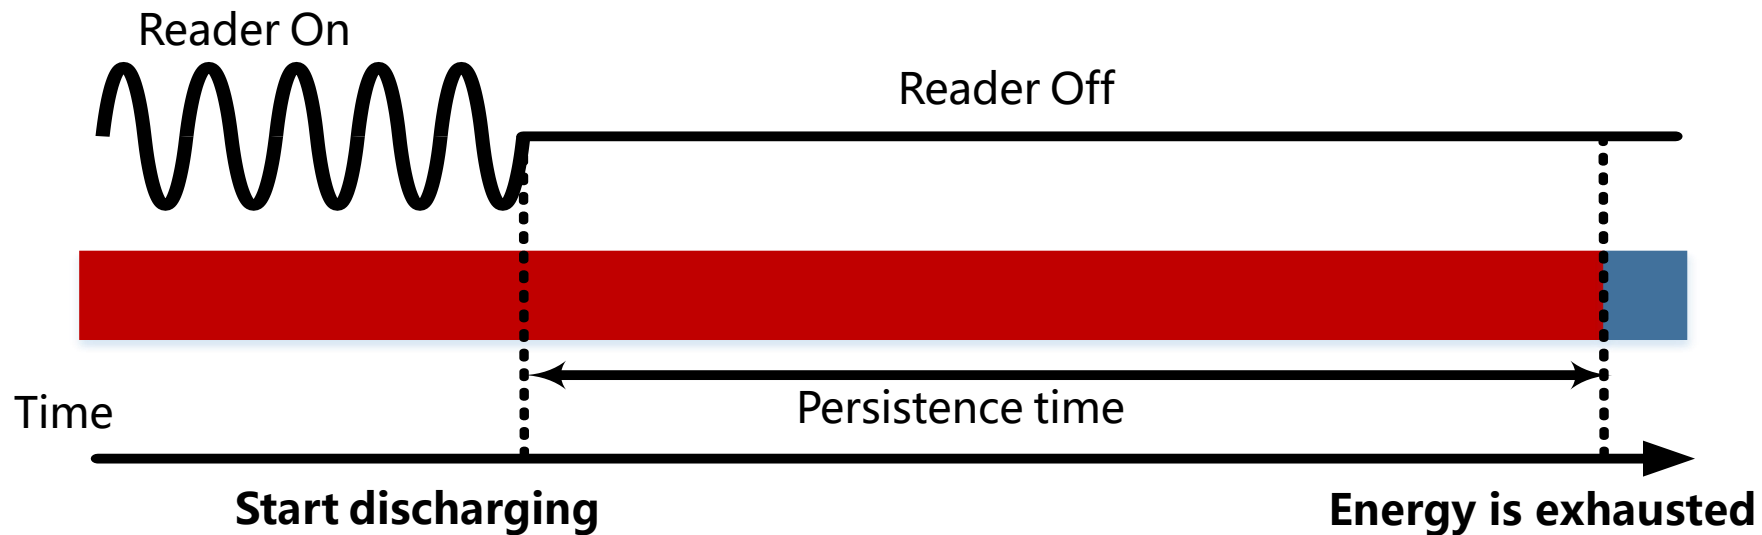 Reader On
Reader Off
Persistence time
Time
Start discharging
Energy is exhausted